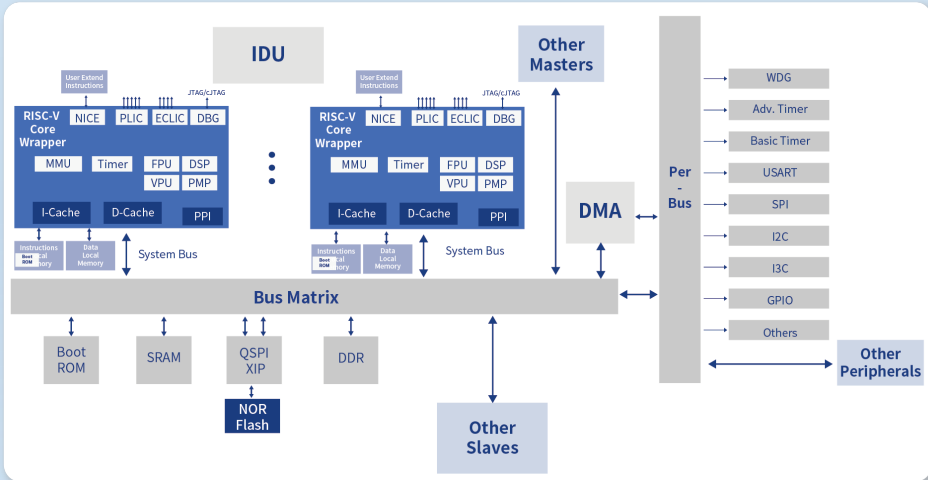 IDU
Other
Masters
User Extend
Instructions
JTAG/cJTAG
RISC-V
Core
Wrapper
NICE
PLIC
ECLIC
DBG
MMU
Timer
FPU
DSP
VPU
PMP
I-Cache
D-Cache
PPI
Instructions
Boot
ROM
Data
Local
Memory
System Bus
User Extend
Instructions
JTAG/cJTAG
RISC-V
Core
Wrapper
NICE
PLIC
ECLIC
DBG
MMU
Timer
FPU
DSP
VPU
PMP
I-Cache
D-Cache
PPI
Instructions
Boot
ROM
Data
Local
Memory
System Bus
DMA
Bus Matrix
Boot
ROM
SRAM
QSPI
XIP
DDR
NOR
Flash
Other
Slaves
Per
-
Bus
WDG
Adv. Timer
Basic Timer
USART
SPI
I2C
I3C
GPIO
Others
Other
Peripherals